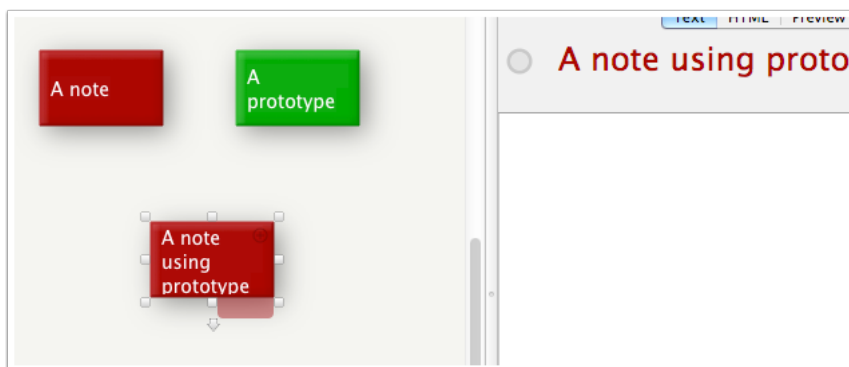 Text HTML Preview
A note
A
prototype
A note
using
prototype
A note using proto